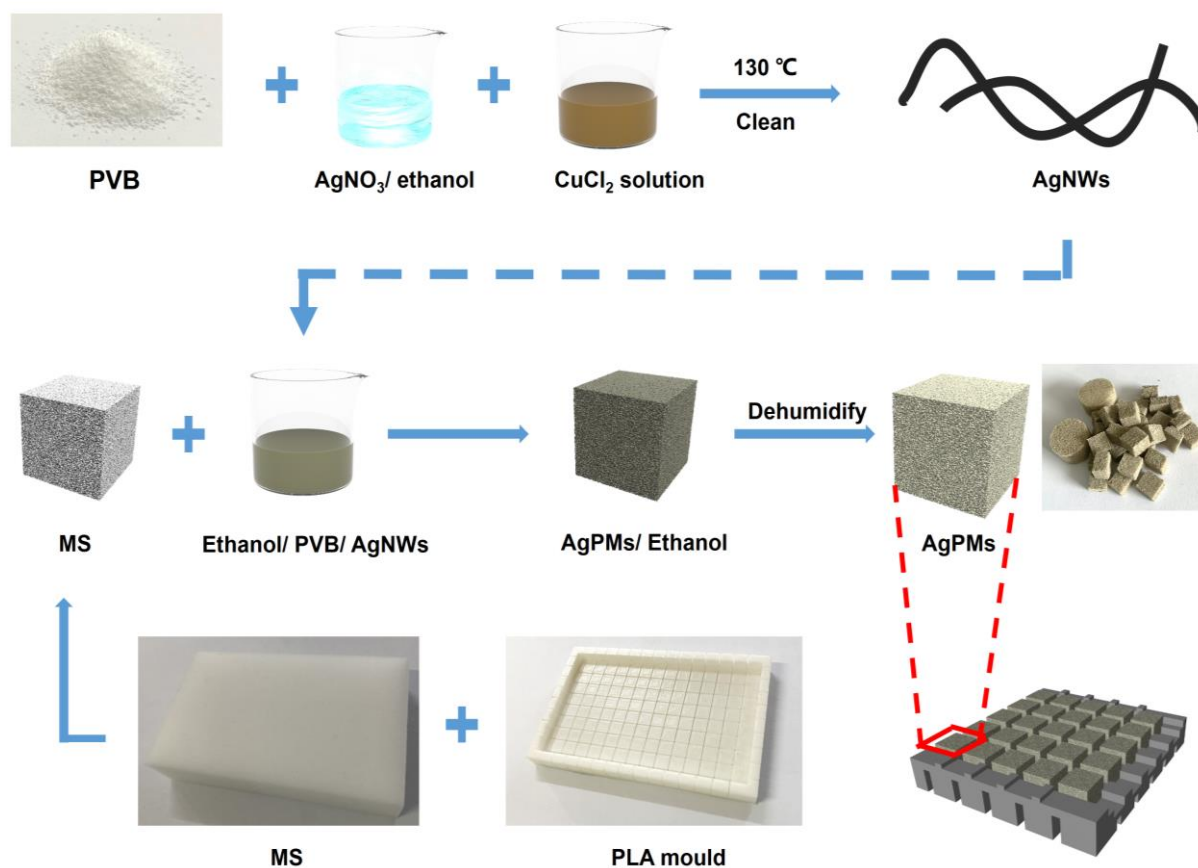 130 ℃
Clean
PVB
AgNO₃/ ethanol
CuCl₂ solution
AgNWs
Dehumidify
MS
Ethanol/ PVB/ AgNWs
AgPMs/ Ethanol
AgPMs
MS
PLA mould